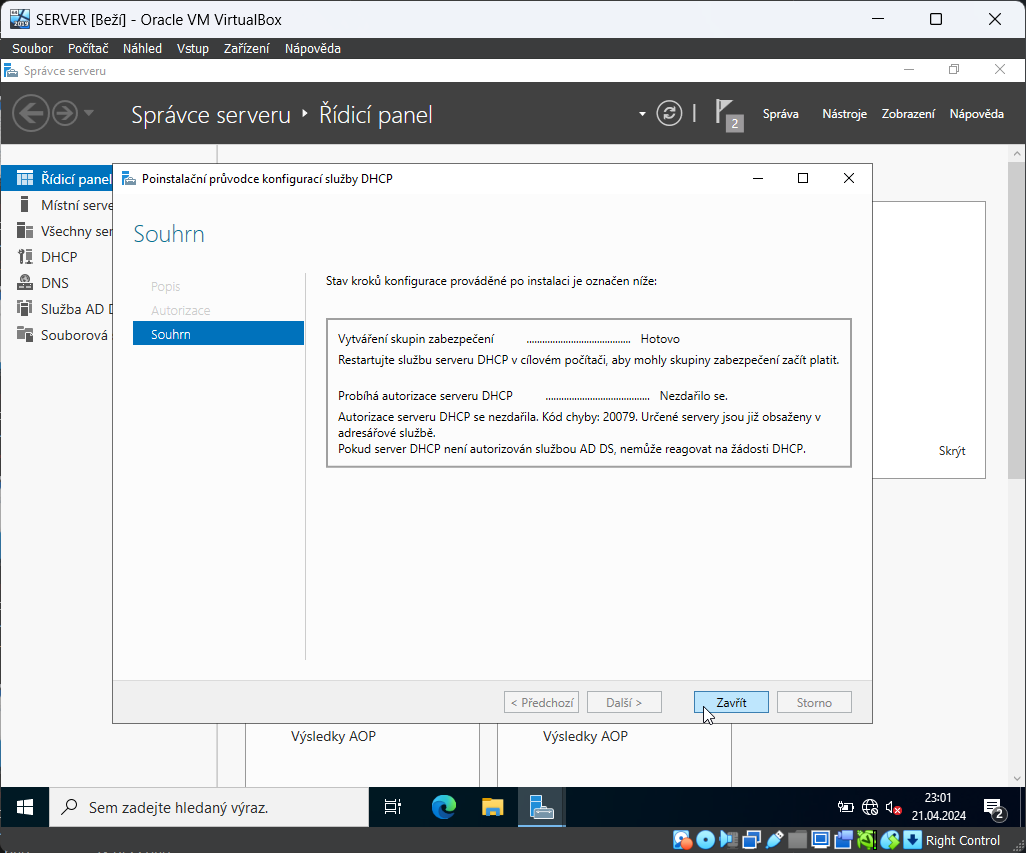 SERVER [Beží] - Oracle VM VirtualBox
Soubor Počítač Náhled Vstup Zařízení Nápověda
Správce serveru
Správce serveru Řídicí panel
2
Správa Nástroje Zobrazení Nápověda
Řídicí panel
Místní serve
Všechny ser
DHCP
DNS
Služba AD D
Souborová
Poinstalační průvodce konfigurací služby DHCP
Souhrn
Popis
Autorizace
Souhrn
Stav kroků konfigurace prováděné po instalaci je označen níže:
Vytváření skupin zabezpečení ........................................ Hotovo
Restartujte službu serveru DHCP v cílovém počítači, aby mohly skupiny zabezpečení začít platit.
Probíhá autorizace serveru DHCP ........................................ Nezdařilo se.
Autorizace serveru DHCP se nezdařila. Kód chyby: 20079. Určené servery jsou již obsaženy v
adresářové službě.
Pokud server DHCP není autorizován službou AD DS, nemůže reagovat na žádosti DHCP.
Skrýt
< Předchozí Další > Zavřít Storno
Výsledky AOP Výsledky AOP
Sem zadejte hledaný výraz.
23:01
21.04.2024
2
Right Control